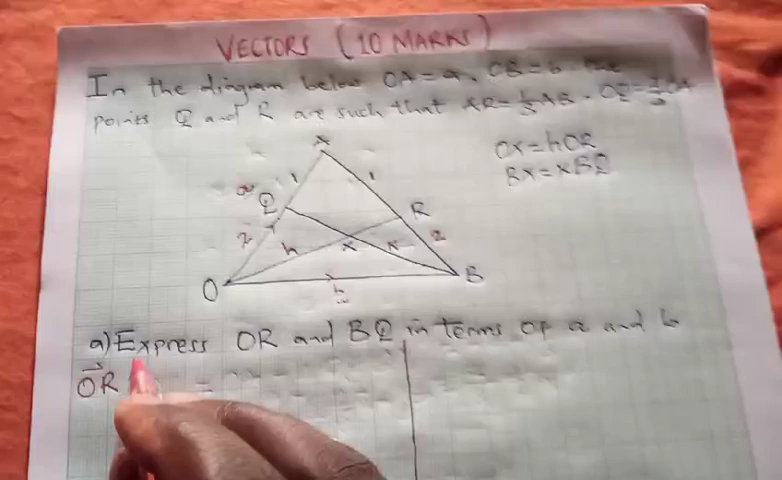 VECTORS (10 MARKS)
In the diagram below OA = a, OB = b. The
points Q and R are such that AR = 1/3 AB. OQ = 2/3 OA
OX = hOR
BX = KBQ
A
1
1
a
Q
R
2
h
X
K
2
O
B
b
a) Express OR and BQ in terms of a and b
OR =
=